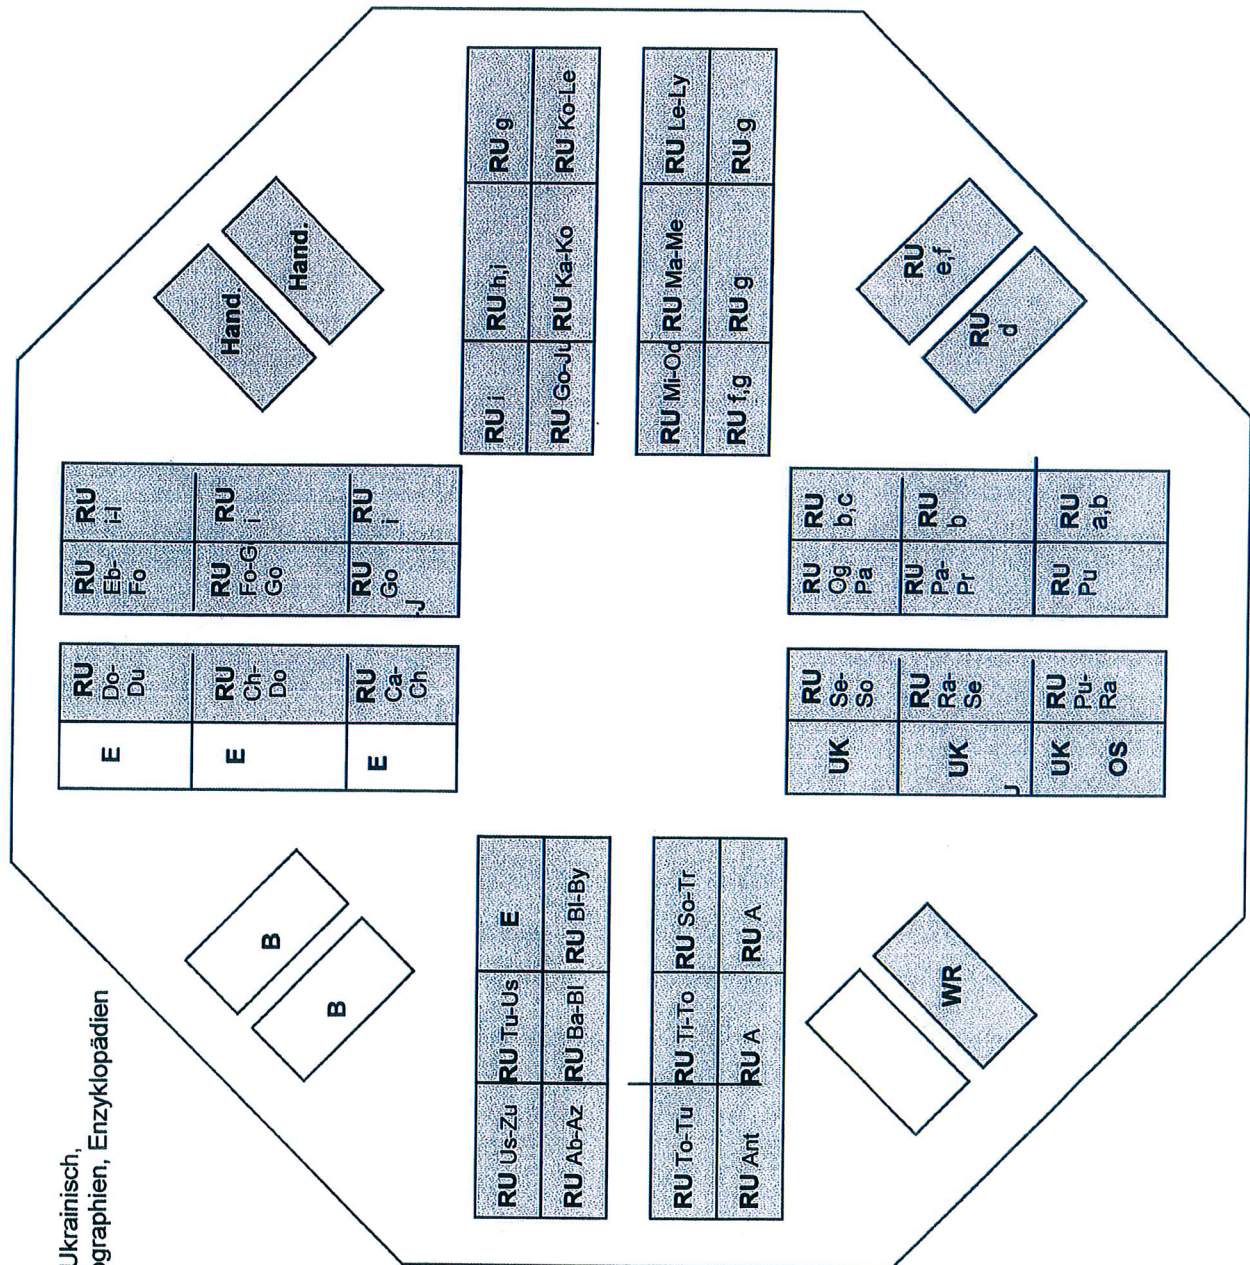 Ukrainisch,
ographien, Enzyklopädien
B
B
E
E
E
RU
Do-
Du
RU
Ch-
Do
RU
Ca-
Ch
RU
Eb-
Fo
RU
i-l
RU
Fo-G
Go
RU
i
RU
Go
J
RU
i
Hand
Hand.
RU Us-Zu
RU Tu-Us
E
RU Ab-Az
RU Ba-Bl
RU Bl-By
RU To-Tu
RU Ti-To
RU So-Tr
RU Ant
RU A
RU A
RU i
RU h,i
RU g
RU Go-Ju
RU Ka-Ko
RU Ko-Le
RU Mi-Od
RU Ma-Me
RU Le-Ly
RU f,g
RU g
RU g
UK
RU
Se-
So
UK
J
RU
Ra-
Se
UK
OS
RU
Pu-
Ra
RU
Og
Pa
RU
b,c
RU
Pa-
Pr
RU
b
RU
Pu
RU
a,b
WR
RU
e,f
RU
d